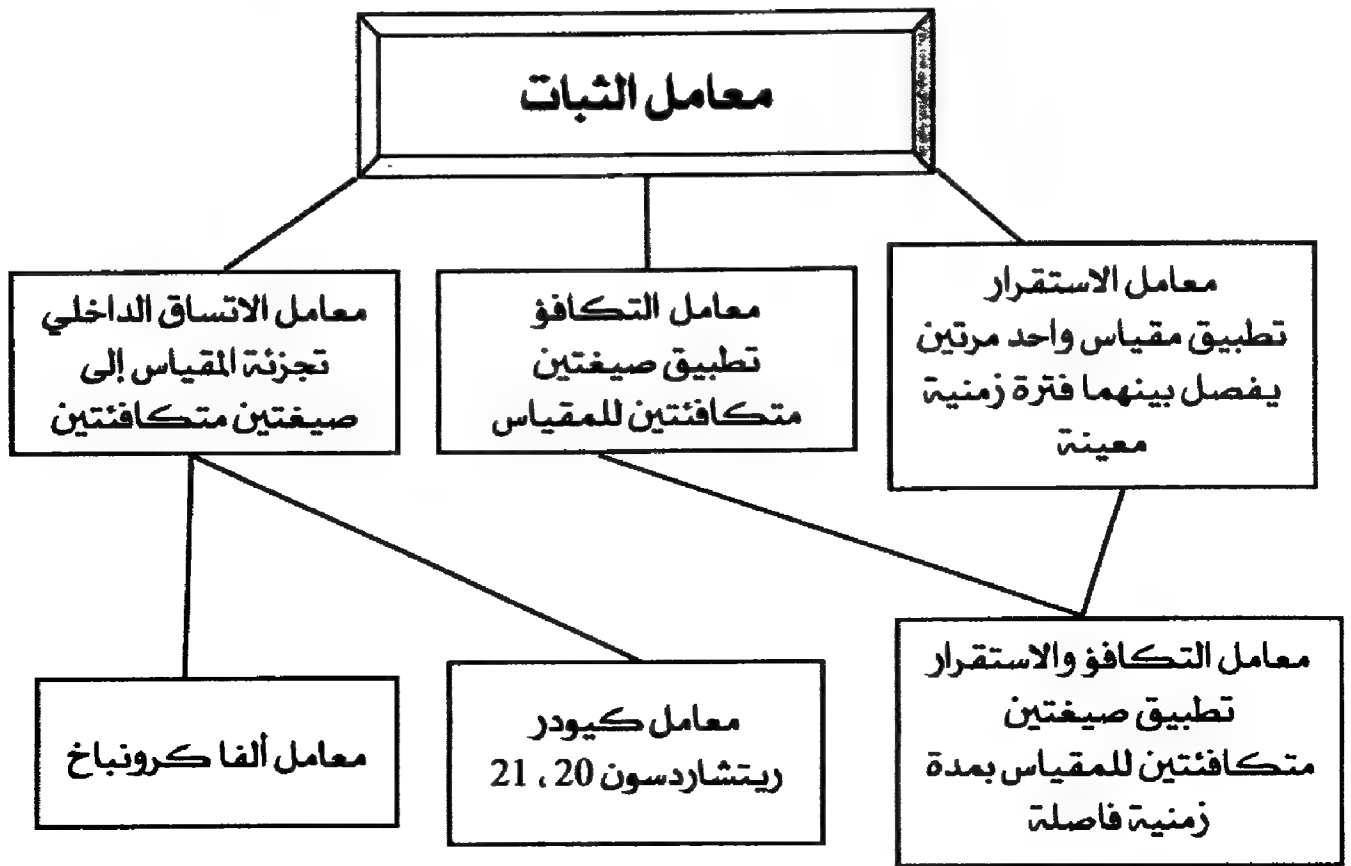 معامل الثبات
معامل الاستقرار
تطبيق مقياس واحد مرتين
يفصل بينهما فترة زمنية
معينة
معامل التكافؤ
تطبيق صيغتين
متكافئتين للمقياس
معامل الاتساق الداخلي
تجزئة المقياس إلى
صيغتين متكافئتين
معامل التكافؤ والاستقرار
تطبيق صيغتين
متكافئتين للمقياس بمدة
زمنية فاصلة
معامل كيودر
ريتشاردسون 20 ، 21
معامل ألفا كرونباخ